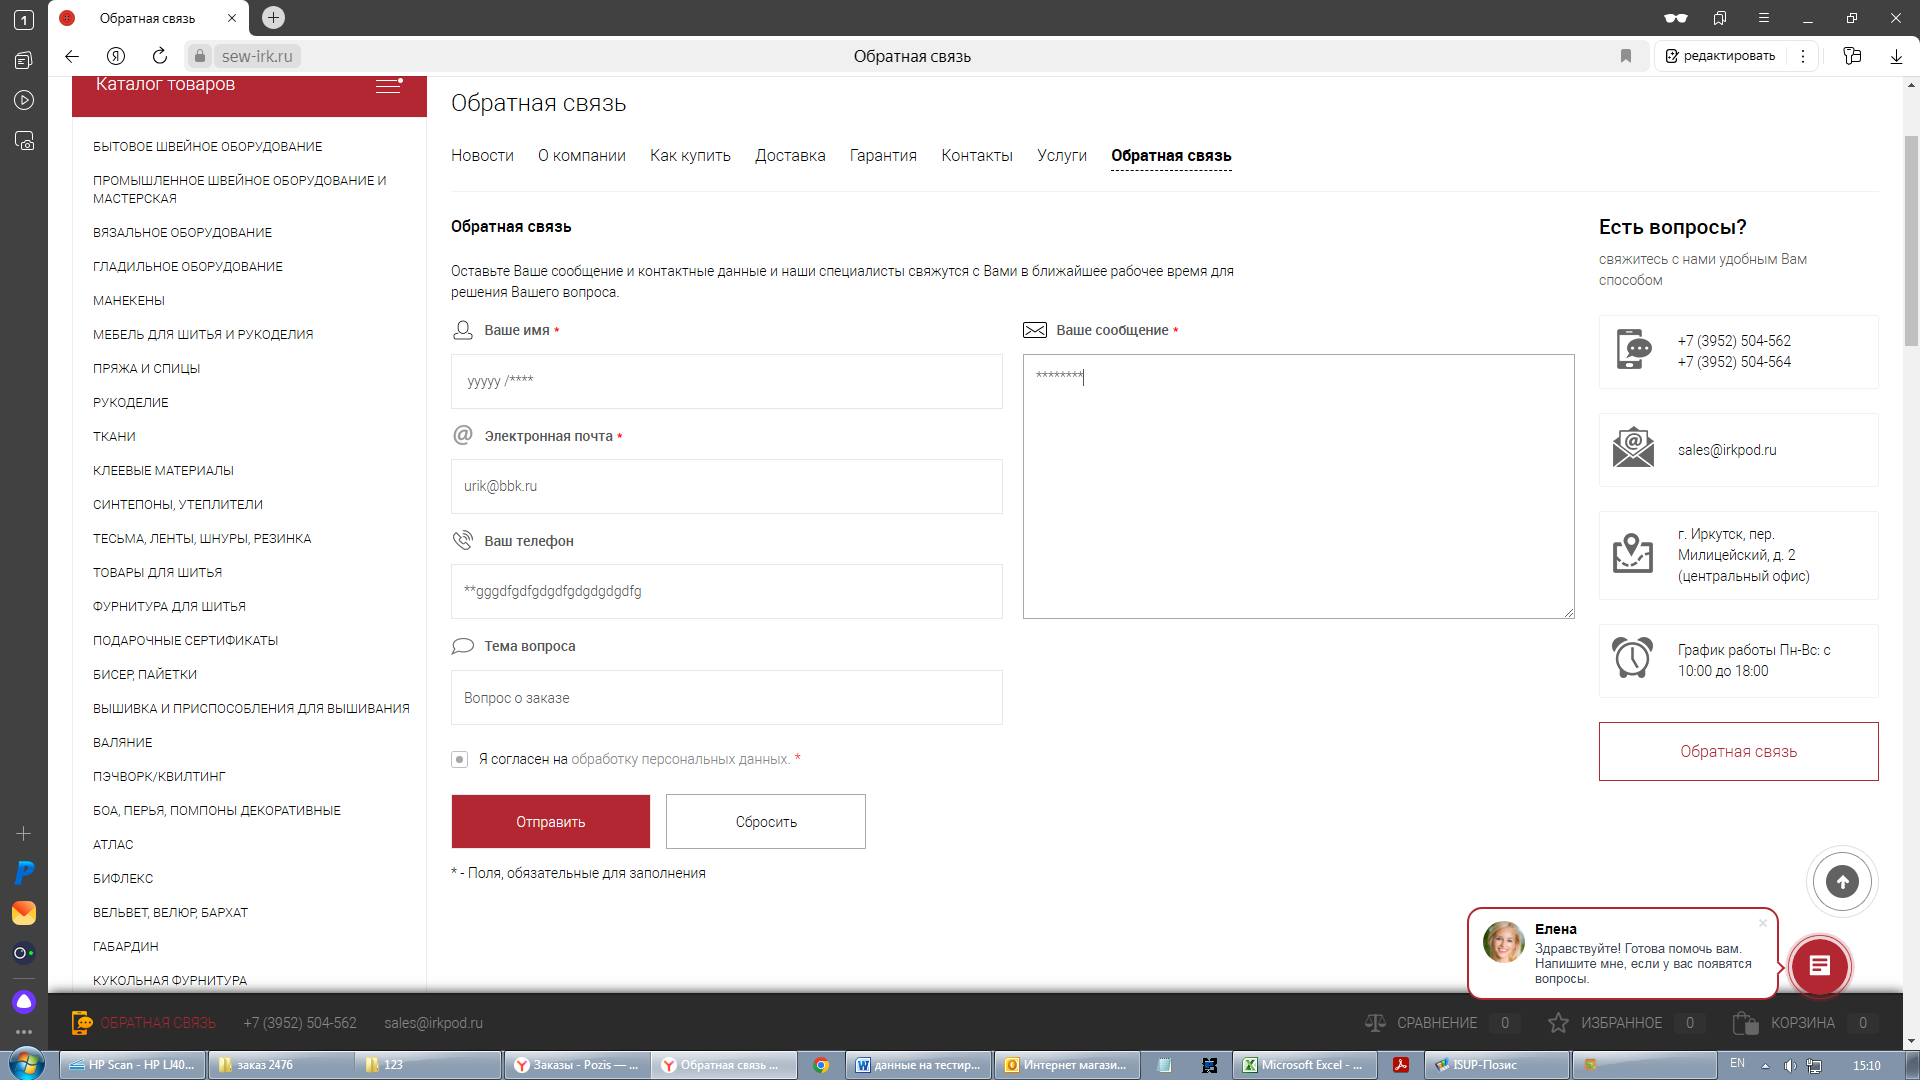 1
Обратная связь
sew-irk.ru
Обратная связь
редактировать
Каталог товаров
БЫТОВОЕ ШВЕЙНОЕ ОБОРУДОВАНИЕ
ПРОМЫШЛЕННОЕ ШВЕЙНОЕ ОБОРУДОВАНИЕ И
МАСТЕРСКАЯ
ВЯЗАЛЬНОЕ ОБОРУДОВАНИЕ
ГЛАДИЛЬНОЕ ОБОРУДОВАНИЕ
МАНЕКЕНЫ
МЕБЕЛЬ ДЛЯ ШИТЬЯ И РУКОДЕЛИЯ
ПРЯЖА И СПИЦЫ
РУКОДЕЛИЕ
ТКАНИ
КЛЕЕВЫЕ МАТЕРИАЛЫ
СИНТЕПОНЫ, УТЕПЛИТЕЛИ
ТЕСЬМА, ЛЕНТЫ, ШНУРЫ, РЕЗИНКА
ТОВАРЫ ДЛЯ ШИТЬЯ
ФУРНИТУРА ДЛЯ ШИТЬЯ
ПОДАРОЧНЫЕ СЕРТИФИКАТЫ
БИСЕР, ПАЙЕТКИ
ВЫШИВКА И ПРИСПОСОБЛЕНИЯ ДЛЯ ВЫШИВАНИЯ
ВАЛЯНИЕ
ПЭЧВОРК/КВИЛТИНГ
БОА, ПЕРЬЯ, ПОМПОНЫ ДЕКОРАТИВНЫЕ
АТЛАС
БИФЛЕКС
ВЕЛЬВЕТ, ВЕЛЮР, БАРХАТ
ГАБАРДИН
КУКОЛЬНАЯ ФУРНИТУРА
Обратная связь
Новости О компании Как купить Доставка Гарантия Контакты Услуги Обратная связь
Обратная связь
Оставьте Ваше сообщение и контактные данные и наши специалисты свяжутся с Вами в ближайшее рабочее время для
решения Вашего вопроса.
Ваше имя *
yyyyy /****
Электронная почта *
urik@bbk.ru
Ваш телефон
**gggdfgdfgdgdfgdgdgdgdfg
Тема вопроса
Вопрос о заказе
Ваше сообщение *
********
Я согласен на обработку персональных данных. *
Отправить
Сбросить
* - Поля, обязательные для заполнения
Есть вопросы?
свяжитесь с нами удобным Вам
способом
+7 (3952) 504-562
+7 (3952) 504-564
sales@irkpod.ru
г. Иркутск, пер.
Милицейский, д. 2
(центральный офис)
График работы Пн-Вс: с
10:00 до 18:00
Обратная связь
Елена
Здравствуйте! Готова помочь вам.
Напишите мне, если у вас появятся
вопросы.
ОБРАТНАЯ СВЯЗЬ +7 (3952) 504-562 sales@irkpod.ru
СРАВНЕНИЕ 0 ИЗБРАННОЕ 0 КОРЗИНА 0
HP Scan - HP LJ40... заказ 2476 123 Заказы - Pozis — ... Обратная связь ... данные на тестир... Интернет магази... Microsoft Excel - ... ISUP-Позис EN 15:10